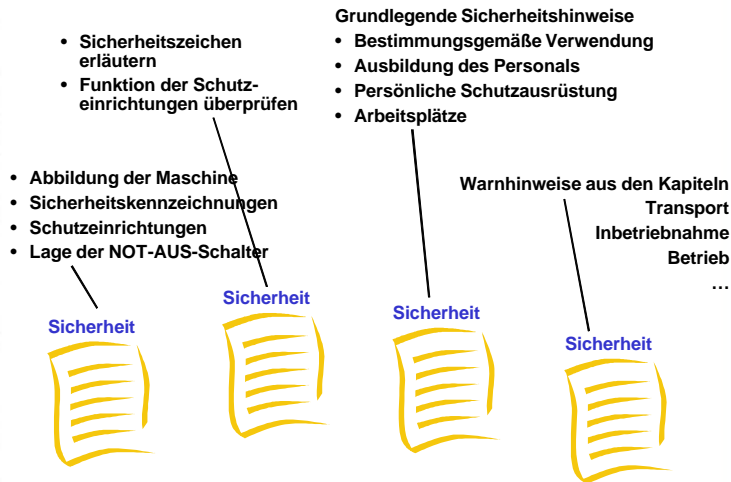 • Sicherheitszeichen
erläutern
• Funktion der Schutz-
einrichtungen überprüfen
Grundlegende Sicherheitshinweise
• Bestimmungsgemäße Verwendung
• Ausbildung des Personals
• Persönliche Schutzausrüstung
• Arbeitsplätze
• Abbildung der Maschine
• Sicherheitskennzeichnungen
• Schutzeinrichtungen
• Lage der NOT-AUS-Schalter
Warnhinweise aus den Kapiteln
Transport
Inbetriebnahme
Betrieb
…
Sicherheit
Sicherheit
Sicherheit
Sicherheit